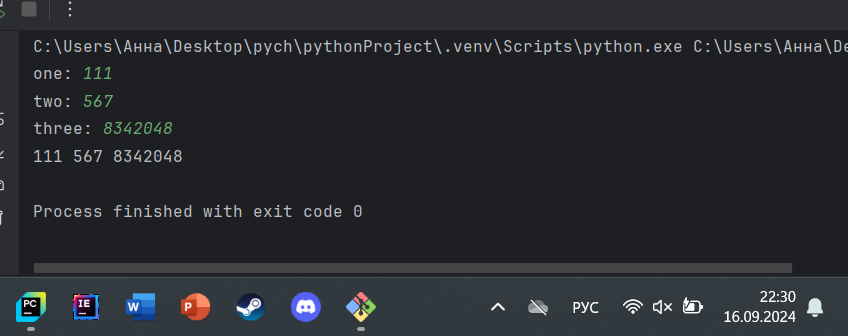 C:\Users\Анна\Desktop\pych\pythonProject\.venv\Scripts\python.exe C:\Users\Анна\De
one: 111
two: 567
three: 8342048
111 567 8342048
Process finished with exit code 0
PC
IE
W
P
РУС
22:30
16.09.2024